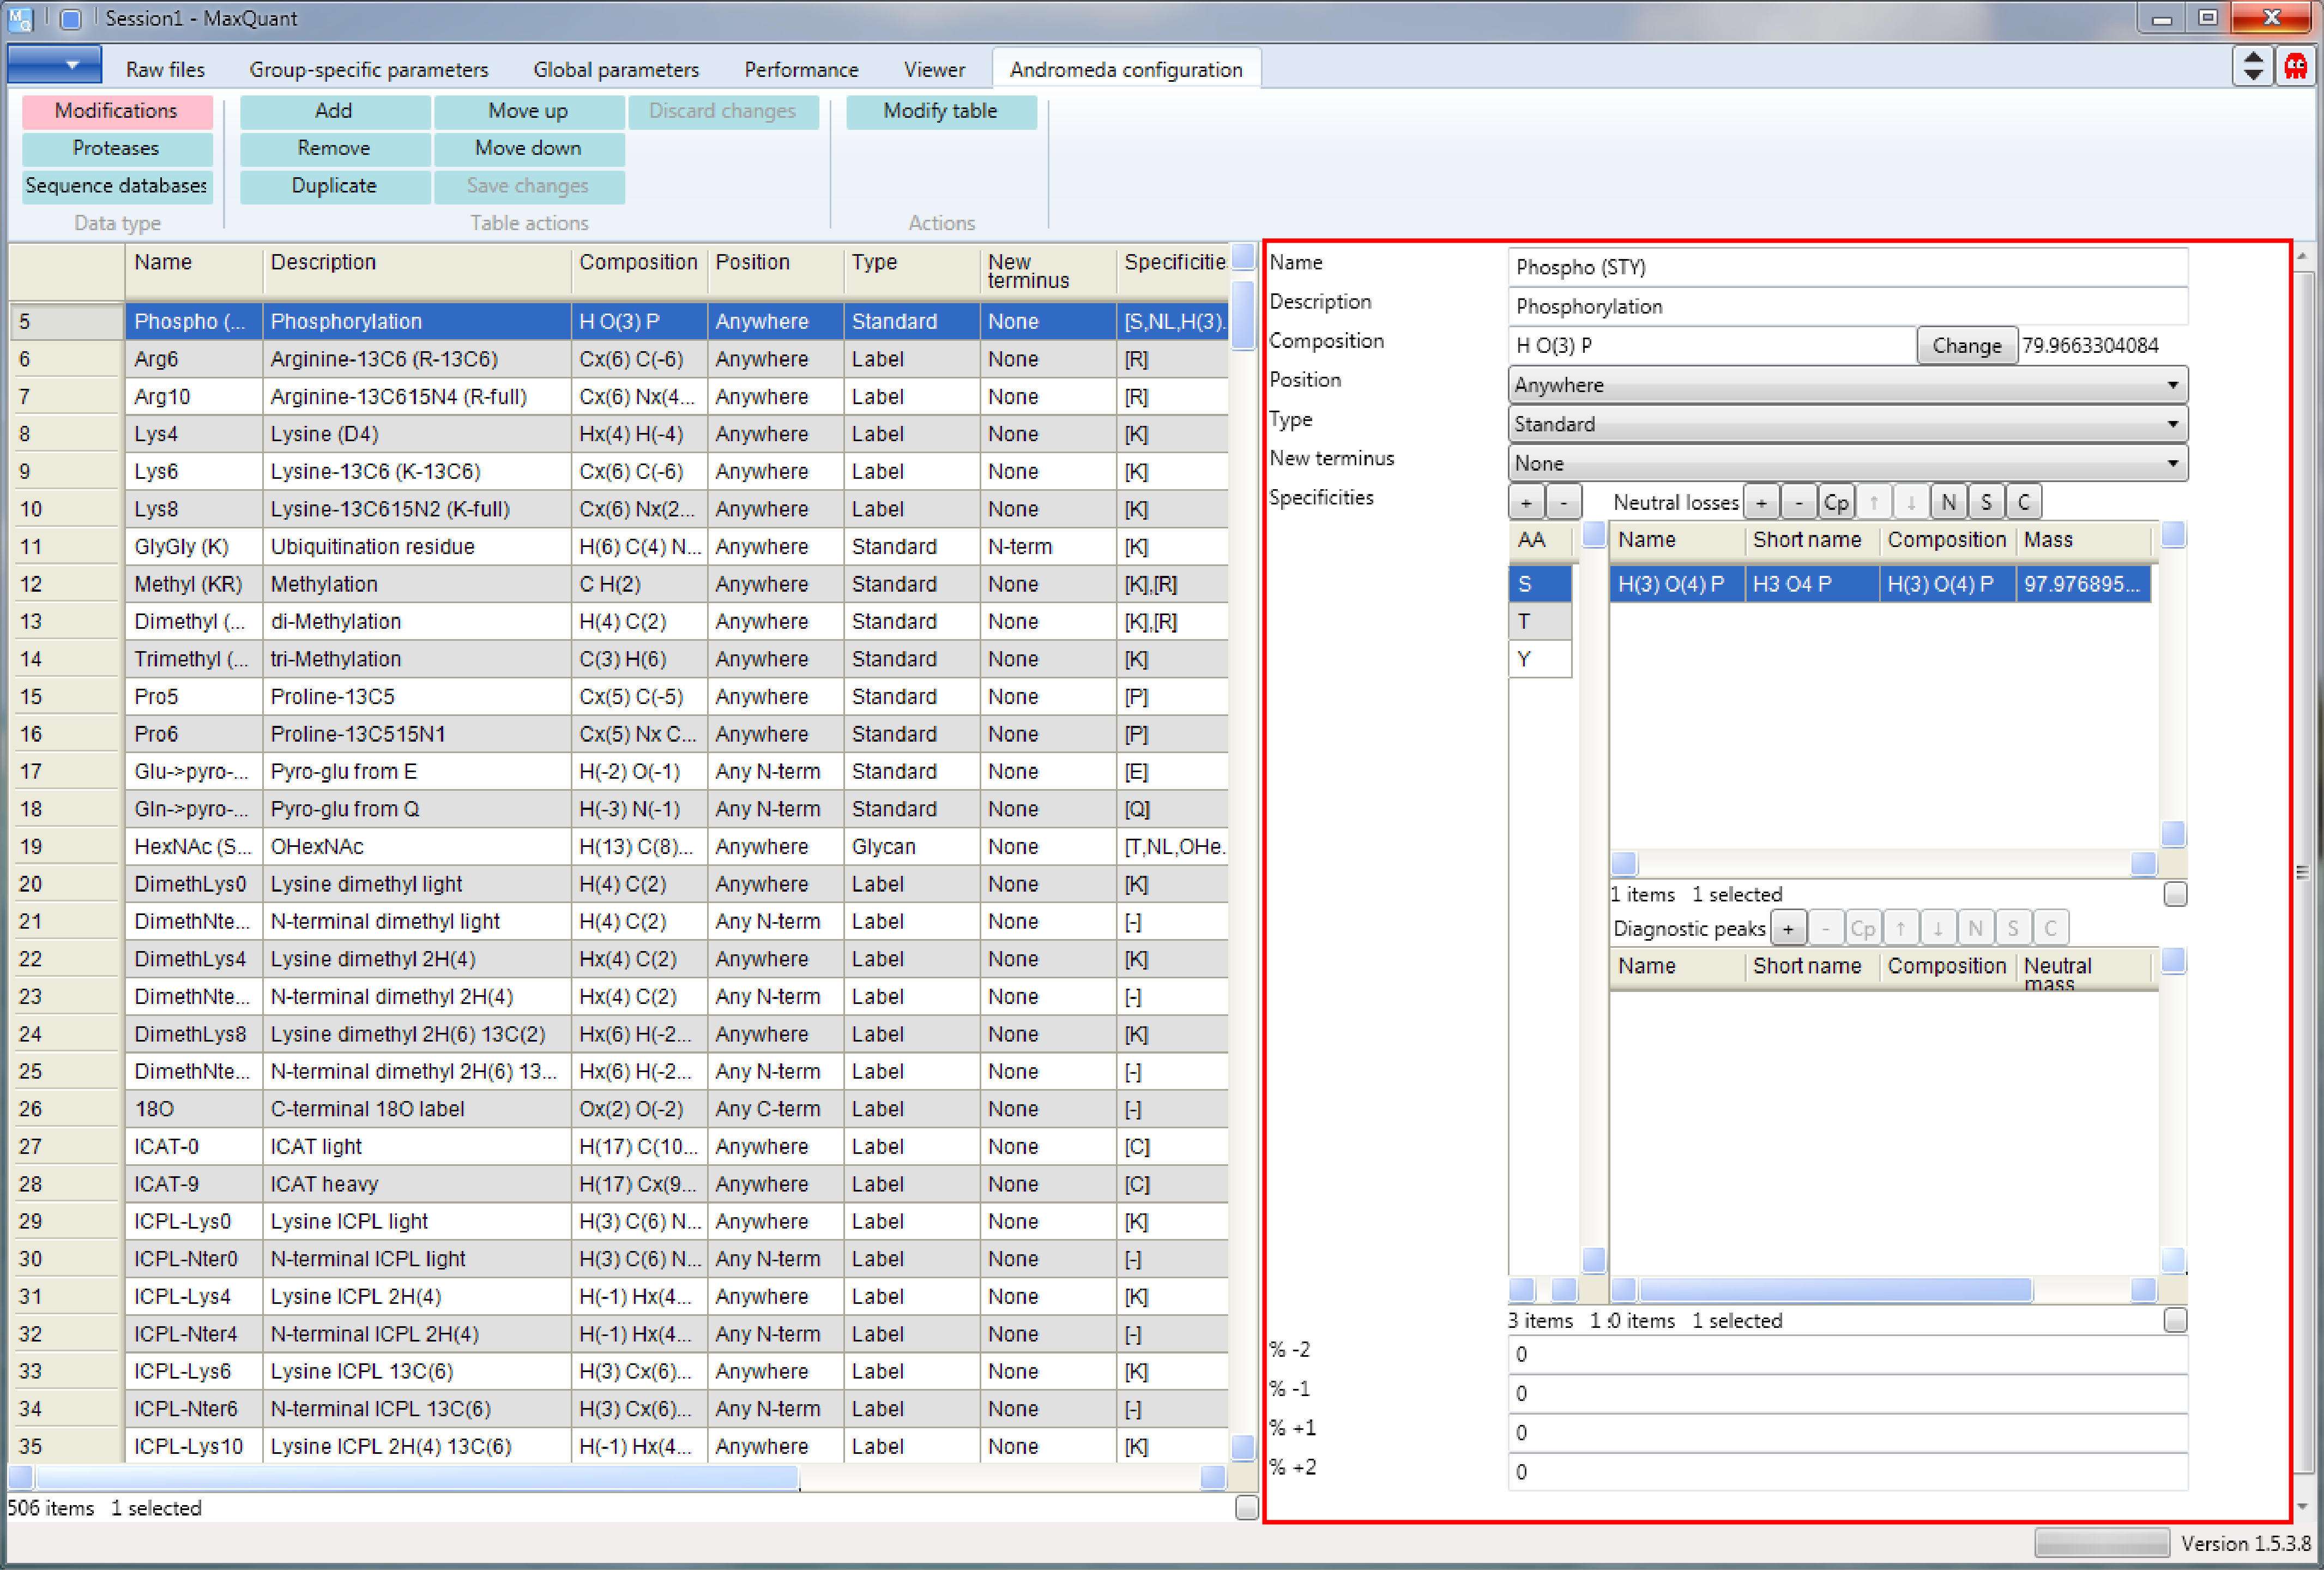 Session1 - MaxQuant
Raw files Group-specific parameters Global parameters Performance Viewer Andromeda configuration
Modifications Add Move up Discard changes Modify table
Proteases Remove Move down
Sequence databases Duplicate Save changes
Data type Table actions Actions
Name Description Composition Position Type New terminus Specificitie
5 Phospho (... Phosphorylation H O(3) P Anywhere Standard None [S,NL,H(3).
6 Arg6 Arginine-13C6 (R-13C6) Cx(6) C(-6) Anywhere Label None [R]
7 Arg10 Arginine-13C615N4 (R-full) Cx(6) Nx(4... Anywhere Label None [R]
8 Lys4 Lysine (D4) Hx(4) H(-4) Anywhere Label None [K]
9 Lys6 Lysine-13C6 (K-13C6) Cx(6) C(-6) Anywhere Label None [K]
10 Lys8 Lysine-13C615N2 (K-full) Cx(6) Nx(2... Anywhere Label None [K]
11 GlyGly (K) Ubiquitination residue H(6) C(4) N... Anywhere Standard N-term [K]
12 Methyl (KR) Methylation C H(2) Anywhere Standard None [K],[R]
13 Dimethyl (... di-Methylation H(4) C(2) Anywhere Standard None [K],[R]
14 Trimethyl (... tri-Methylation C(3) H(6) Anywhere Standard None [K]
15 Pro5 Proline-13C5 Cx(5) C(-5) Anywhere Standard None [P]
16 Pro6 Proline-13C515N1 Cx(5) Nx C... Anywhere Standard None [P]
17 Glu->pyro-... Pyro-glu from E H(-2) O(-1) Any N-term Standard None [E]
18 Gln->pyro-... Pyro-glu from Q H(-3) N(-1) Any N-term Standard None [Q]
19 HexNAc (S... OHexNAc H(13) C(8)... Anywhere Glycan None [T,NL,OHe.
20 DimethLys0 Lysine dimethyl light H(4) C(2) Anywhere Label None [K]
21 DimethNte... N-terminal dimethyl light H(4) C(2) Any N-term Label None [-]
22 DimethLys4 Lysine dimethyl 2H(4) Hx(4) C(2) Anywhere Label None [K]
23 DimethNte... N-terminal dimethyl 2H(4) Hx(4) C(2) Any N-term Label None [-]
24 DimethLys8 Lysine dimethyl 2H(6) 13C(2) Hx(6) H(-2... Anywhere Label None [K]
25 DimethNte... N-terminal dimethyl 2H(6) 13... Hx(6) H(-2... Any N-term Label None [-]
26 18O C-terminal 18O label Ox(2) O(-2) Any C-term Label None [-]
27 ICAT-0 ICAT light H(17) C(10... Anywhere Label None [C]
28 ICAT-9 ICAT heavy H(17) Cx(9... Anywhere Label None [C]
29 ICPL-Lys0 Lysine ICPL light H(3) C(6) N... Anywhere Label None [K]
30 ICPL-Nter0 N-terminal ICPL light H(3) C(6) N... Any N-term Label None [-]
31 ICPL-Lys4 Lysine ICPL 2H(4) H(-1) Hx(4... Anywhere Label None [K]
32 ICPL-Nter4 N-terminal ICPL 2H(4) H(-1) Hx(4... Any N-term Label None [-]
33 ICPL-Lys6 Lysine ICPL 13C(6) H(3) Cx(6)... Anywhere Label None [K]
34 ICPL-Nter6 N-terminal ICPL 13C(6) H(3) Cx(6)... Any N-term Label None [-]
35 ICPL-Lys10 Lysine ICPL 2H(4) 13C(6) H(-1) Hx(4... Anywhere Label None [K]
506 items 1 selected
Name Phospho (STY)
Description Phosphorylation
Composition H O(3) P Change 79.9663304084
Position Anywhere
Type Standard
New terminus None
Specificities + - Neutral losses + - Cp ↑ ↓ N S C
AA Name Short name Composition Mass
S H(3) O(4) P H3 O4 P H(3) O(4) P 97.976895...
T
Y
1 items 1 selected
Diagnostic peaks + - Cp ↑ ↓ N S C
Name Short name Composition Neutral mass
3 items 1 0 items 1 selected
% -2 0
% -1 0
% +1 0
% +2 0
Version 1.5.3.8